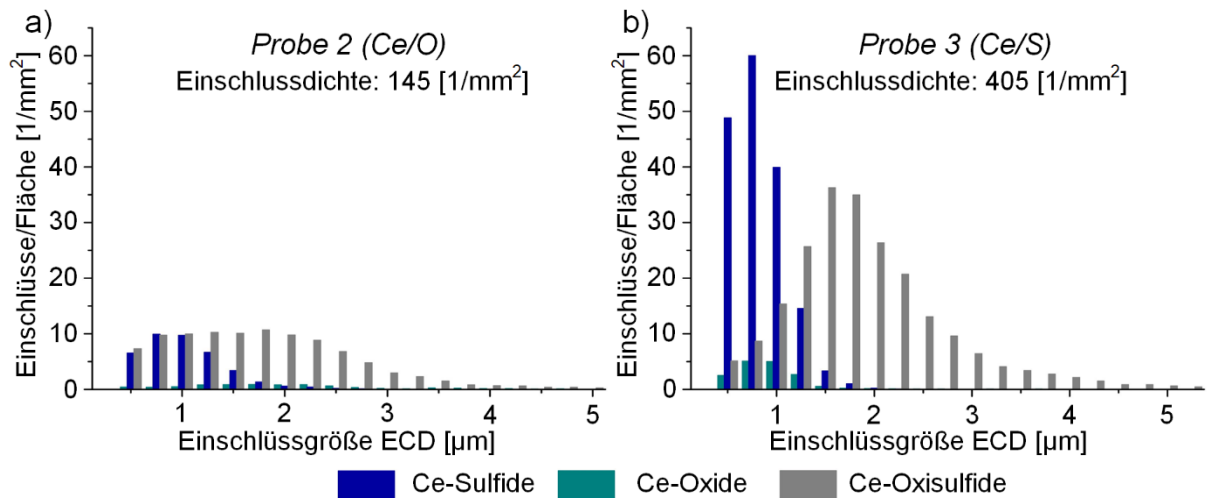 a)
Probe 2 (Ce/O)
Einschlussdichte: 145 [1/mm²]
Einschlüsse/Fläche [1/mm²]
60
50
40
30
20
10
0
1 2 3 4 5
Einschlüssgröße ECD [µm]
b)
Probe 3 (Ce/S)
Einschlussdichte: 405 [1/mm²]
Einschlüsse/Fläche [1/mm²]
60
50
40
30
20
10
0
1 2 3 4 5
Einschlüssgröße ECD [µm]
Ce-Sulfide Ce-Oxide Ce-Oxisulfide